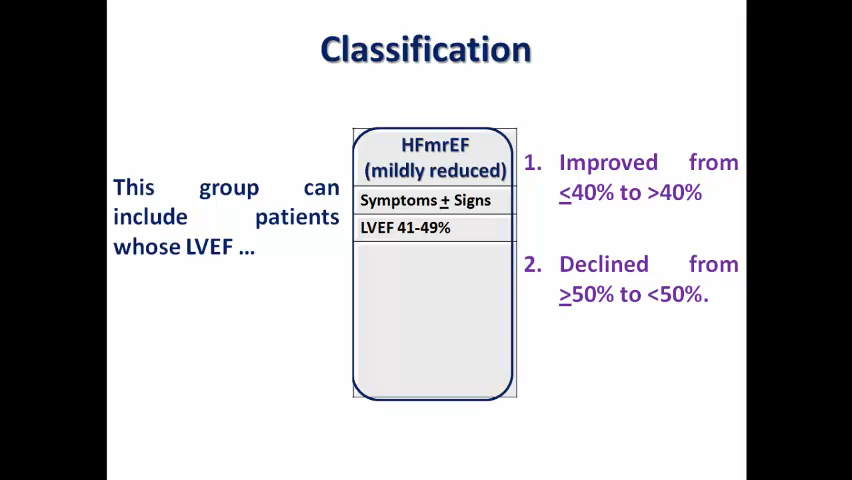 Classification
This group can
include patients
whose LVEF ...
HFmrEF
(mildly reduced)
Symptoms ± Signs
LVEF 41-49%
1. Improved from
≤40% to >40%
2. Declined from
≥50% to <50%.